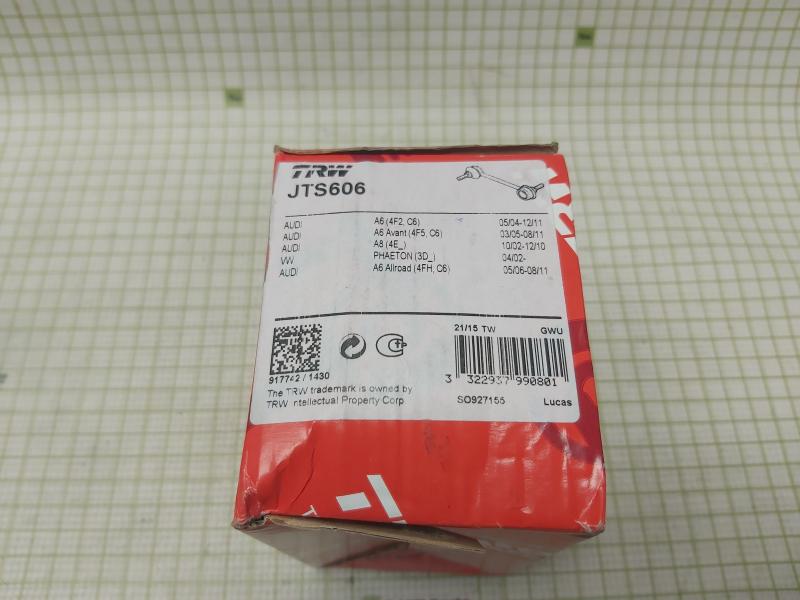 TRW
JTS606
AUDI A6 (4F2, C6) 05/04-12/11
AUDI A6 Avant (4F5, C6) 03/05-08/11
AUDI A8 (4E_) 10/02-12/10
VW PHAETON (3D_) 04/02-
AUDI A6 Allroad (4FH, C6) 05/06-08/11
21/15 TW GWU
917742 / 1430
3 322937 990801
The TRW trademark is owned by
TRW Intellectual Property Corp
SO927155 Lucas